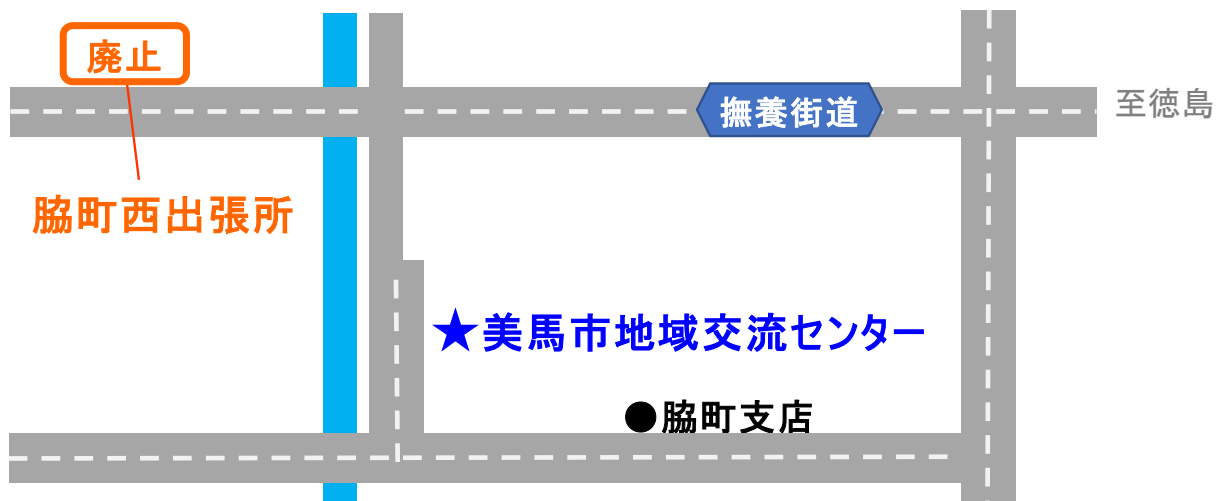 廃止
撫養街道
至徳島
脇町西出張所
★美馬市地域交流センター
●脇町支店